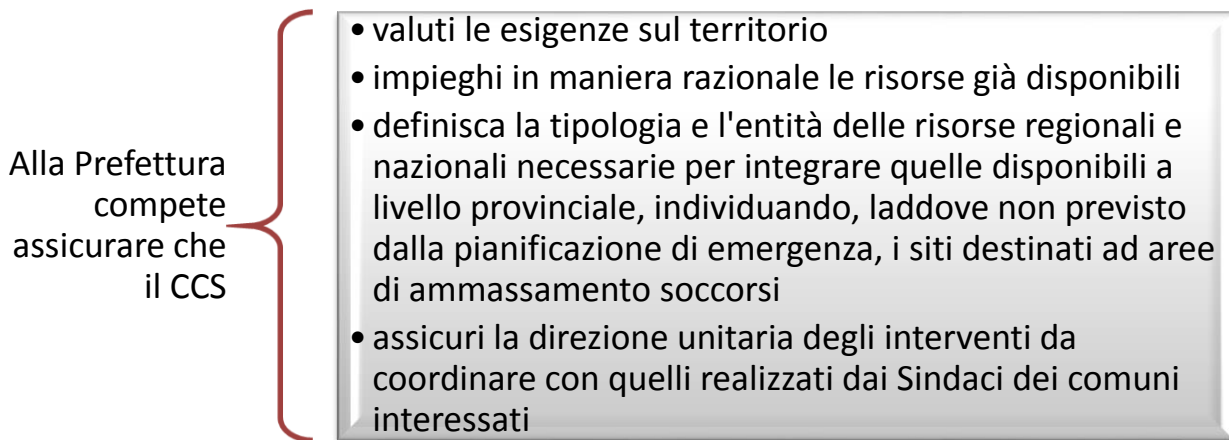 Alla Prefettura
compete
assicurare che
il CCS
• valuti le esigenze sul territorio
• impieghi in maniera razionale le risorse già disponibili
• definisca la tipologia e l'entità delle risorse regionali e
nazionali necessarie per integrare quelle disponibili a
livello provinciale, individuando, laddove non previsto
dalla pianificazione di emergenza, i siti destinati ad aree
di ammassamento soccorsi
• assicuri la direzione unitaria degli interventi da
coordinare con quelli realizzati dai Sindaci dei comuni
interessati